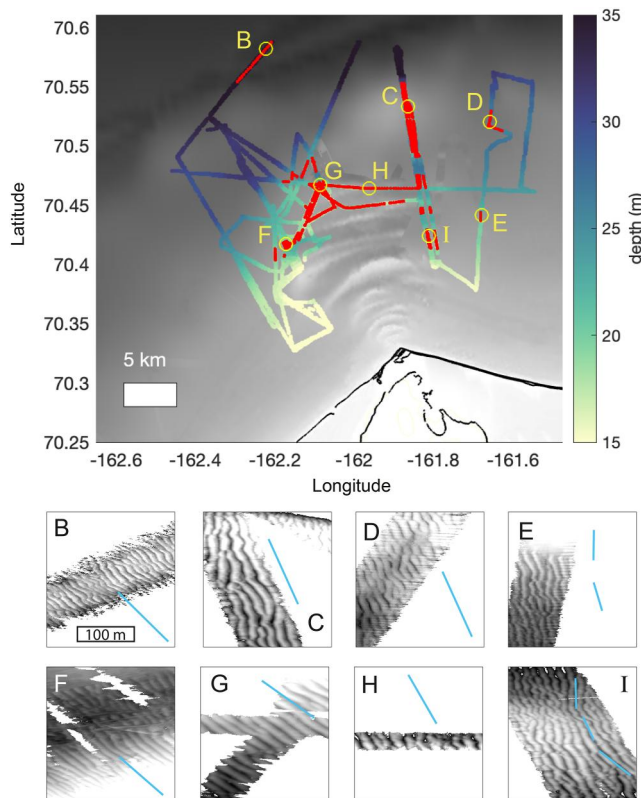 70.6
70.55
70.5
70.45
70.4
70.35
70.3
70.25
Latitude
B
C
D
G
H
E
F
I
5 km
-162.6
-162.4
-162.2
-162
-161.8
-161.6
Longitude
35
30
25
20
15
depth (m)
B
100 m
C
D
E
F
G
H
I